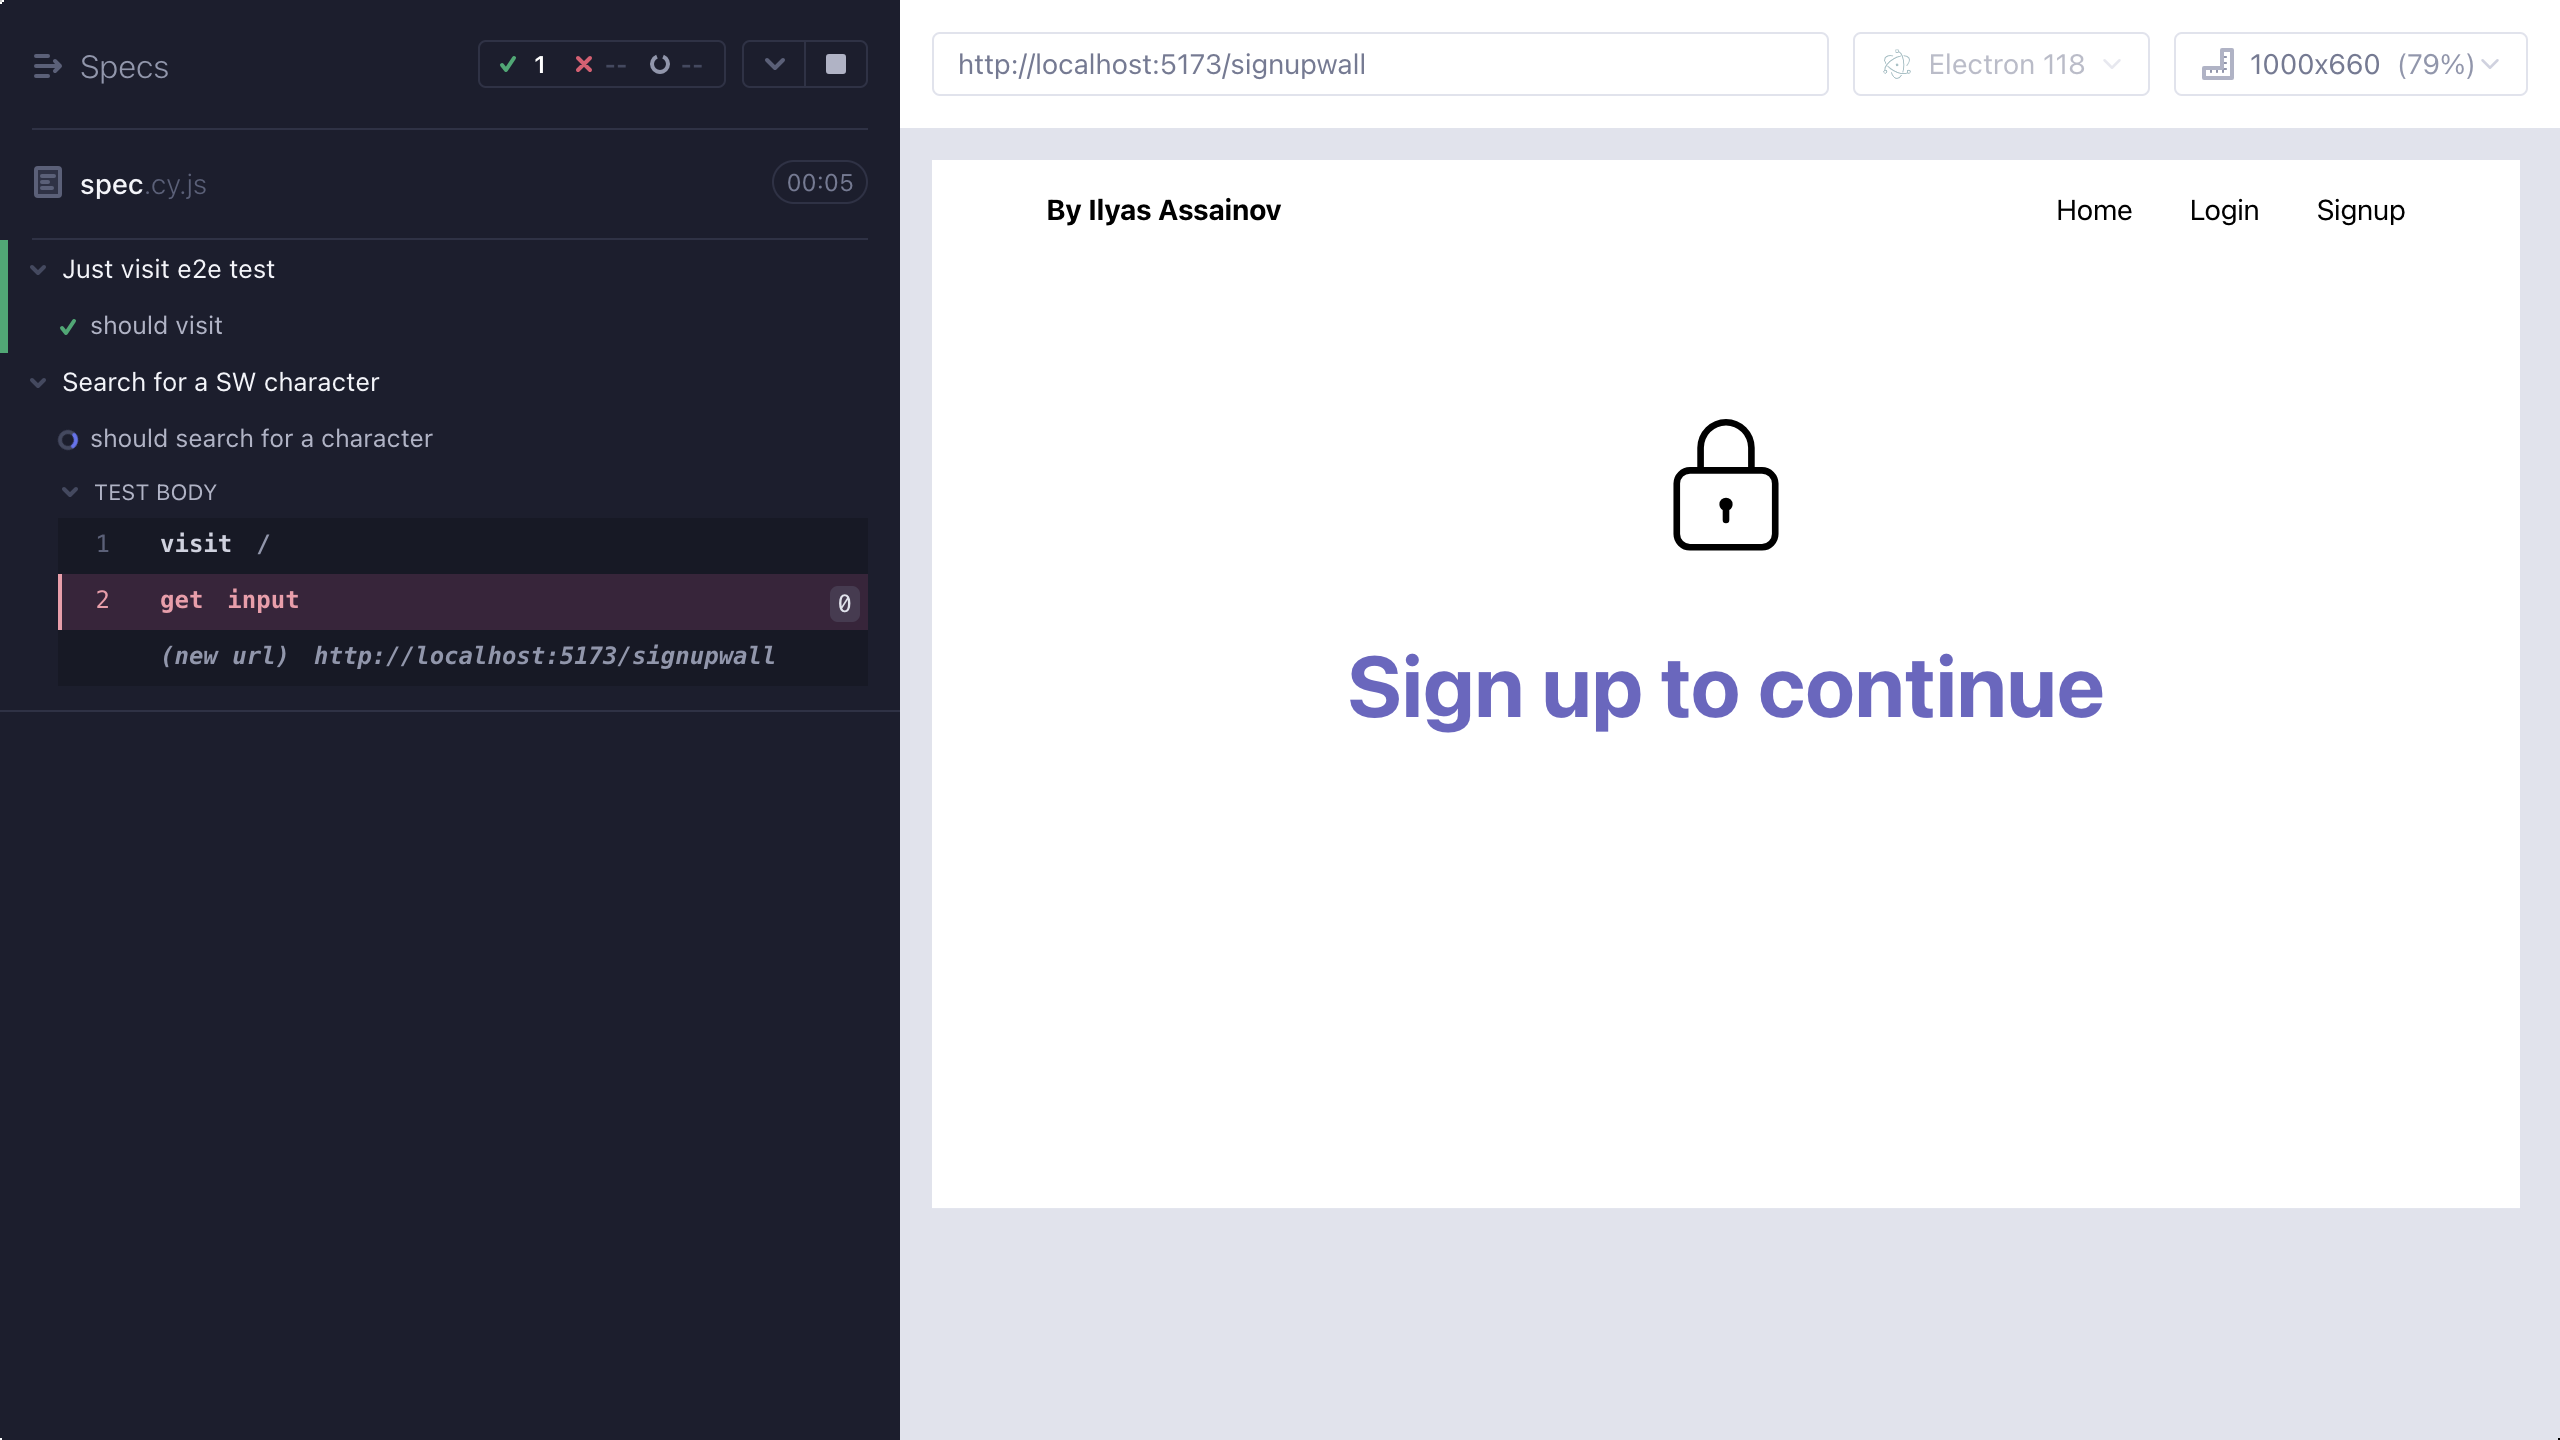 Specs
1 -- --
spec.cy.js
00:05
Just visit e2e test
should visit
Search for a SW character
should search for a character
TEST BODY
1 visit /
2 get input 0
(new url) http://localhost:5173/signupwall
http://localhost:5173/signupwall
Electron 118
1000x660 (79%)
By Ilyas Assainov
Home Login Signup
Sign up to continue